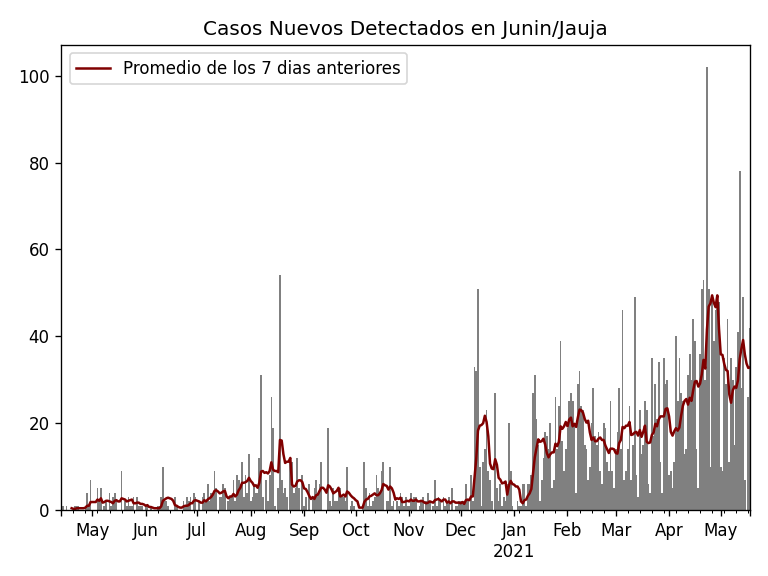 Casos Nuevos Detectados en Junin/Jauja
Promedio de los 7 dias anteriores
100
80
60
40
20
0
May Jun Jul Aug Sep Oct Nov Dec Jan Feb Mar Apr May
2021